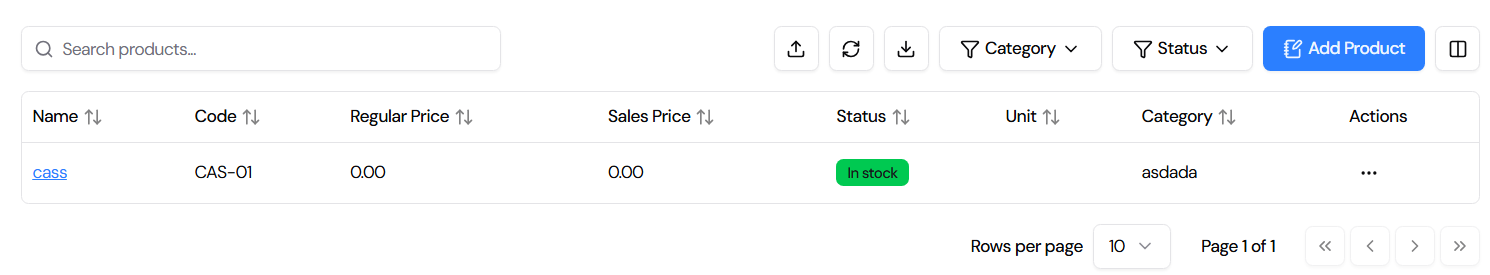 Search products... Category Status Add Product
Name Code Regular Price Sales Price Status Unit Category Actions
cass CAS-01 0.00 0.00 In stock asdada ...
Rows per page 10 Page 1 of 1